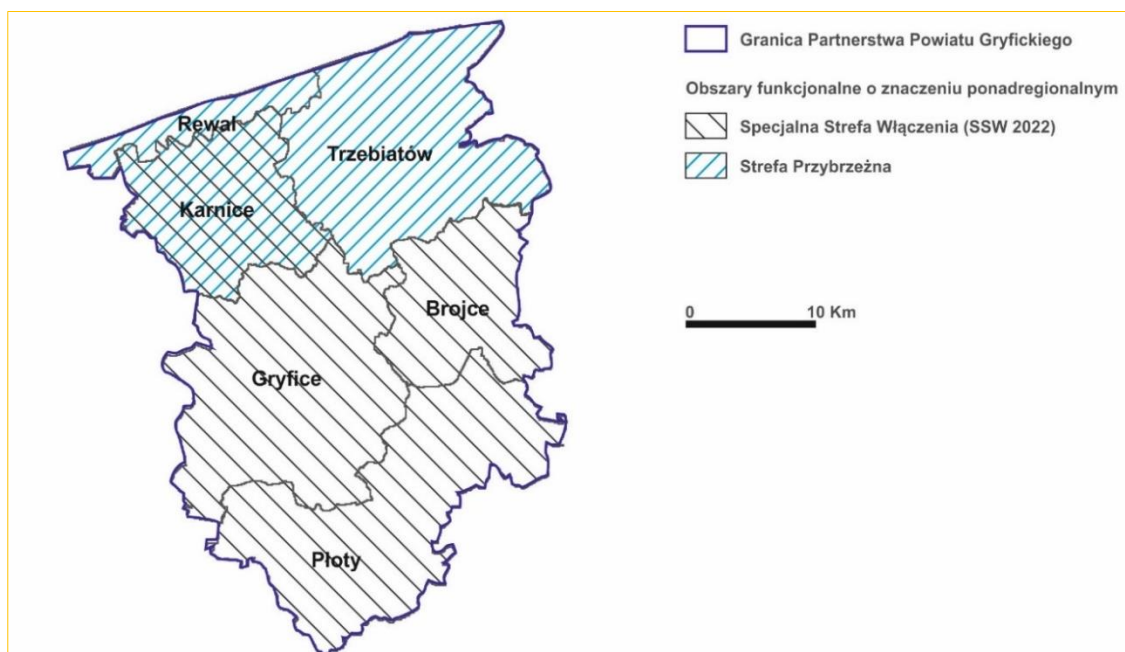 Granica Partnerstwa Powiatu Gryfickiego
Obszary funkcjonalne o znaczeniu ponadregionalnym
Specjalna Strefa Włączenia (SSW 2022)
Strefa Przybrzeżna
0 10 Km
Rewal
Trzebiatów
Karnice
Brojce
Gryfice
Płoty